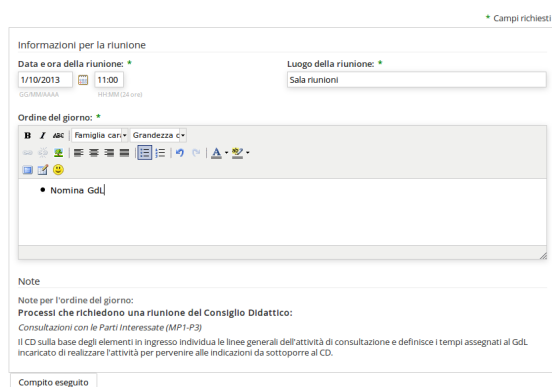 * Campi richiesti
Informazioni per la riunione
Data e ora della riunione: *
Luogo della riunione: *
1/10/2013
11:00
Sala riunioni
GG/MM/AAAA
HH:MM (24 ore)
Ordine del giorno: *
B I ABC Famiglia cara Grandezza c
A ab
Nomina GdL
Note
Note per l'ordine del giorno:
Processi che richiedono una riunione del Consiglio Didattico:
Consultazioni con le Parti Interessate (MP1-P3)
Il CD sulla base degli elementi in ingresso individua le linee generali dell'attività di consultazione e definisce i tempi assegnati al GdL
incaricato di realizzare l'attività per pervenire alle indicazioni da sottoporre al CD.
Compito eseguito